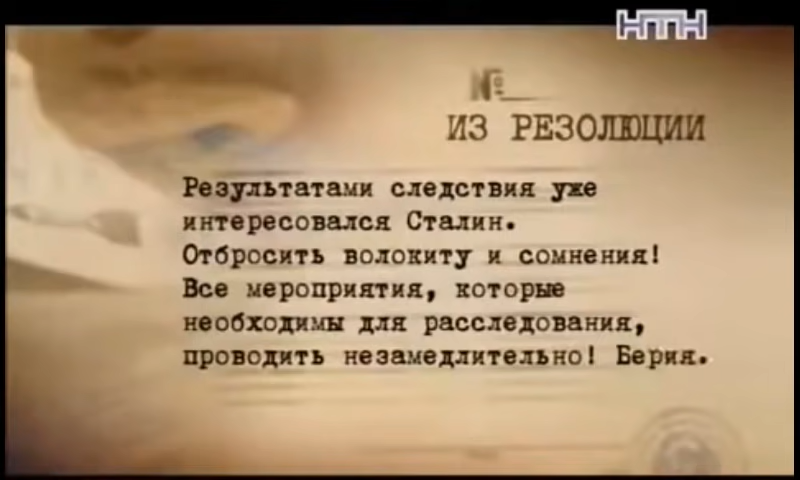 НТН
№
ИЗ РЕЗОЛЮЦИИ
Результатами следствия уже
интересовался Сталин.
Отбросить волокиту и сомнения!
Все мероприятия, которые
необходимы для расследования,
проводить незамедлительно! Берия.